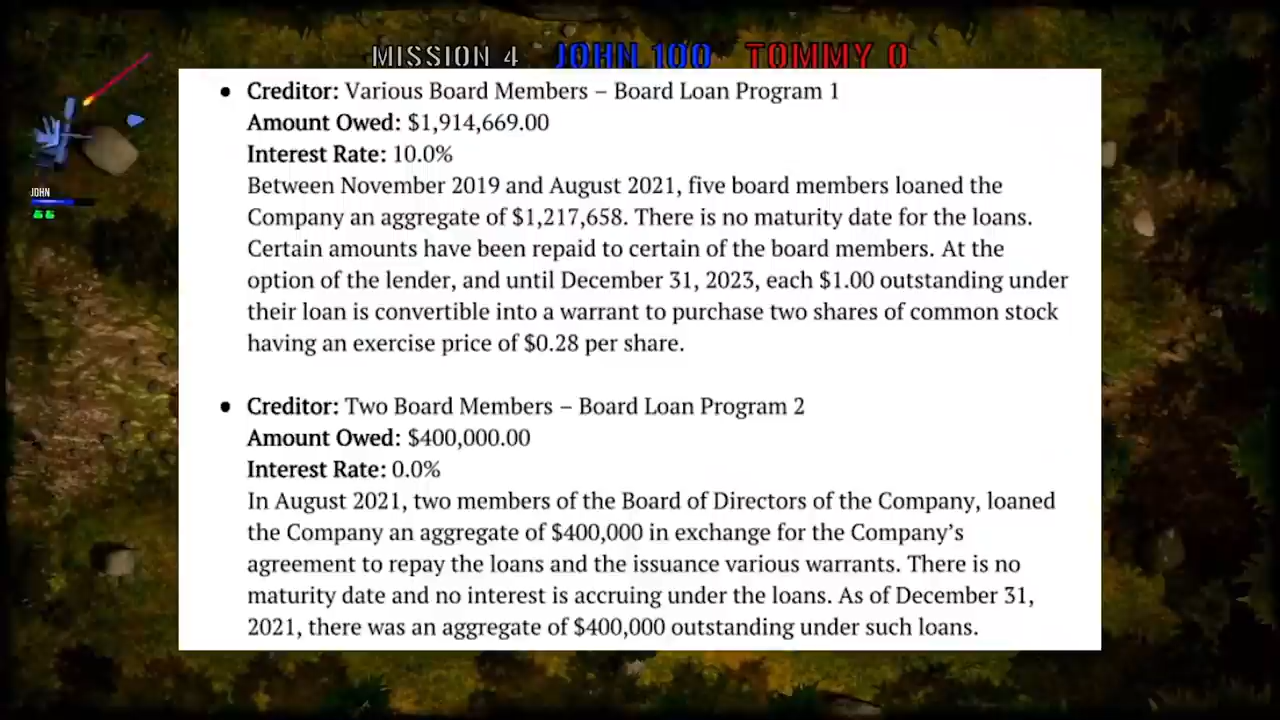 MISSION 4 JOHN 100 TOMMY 0
JOHN
• Creditor: Various Board Members – Board Loan Program 1
Amount Owed: $1,914,669.00
Interest Rate: 10.0%
Between November 2019 and August 2021, five board members loaned the
Company an aggregate of $1,217,658. There is no maturity date for the loans.
Certain amounts have been repaid to certain of the board members. At the
option of the lender, and until December 31, 2023, each $1.00 outstanding under
their loan is convertible into a warrant to purchase two shares of common stock
having an exercise price of $0.28 per share.
• Creditor: Two Board Members – Board Loan Program 2
Amount Owed: $400,000.00
Interest Rate: 0.0%
In August 2021, two members of the Board of Directors of the Company, loaned
the Company an aggregate of $400,000 in exchange for the Company’s
agreement to repay the loans and the issuance various warrants. There is no
maturity date and no interest is accruing under the loans. As of December 31,
2021, there was an aggregate of $400,000 outstanding under such loans.